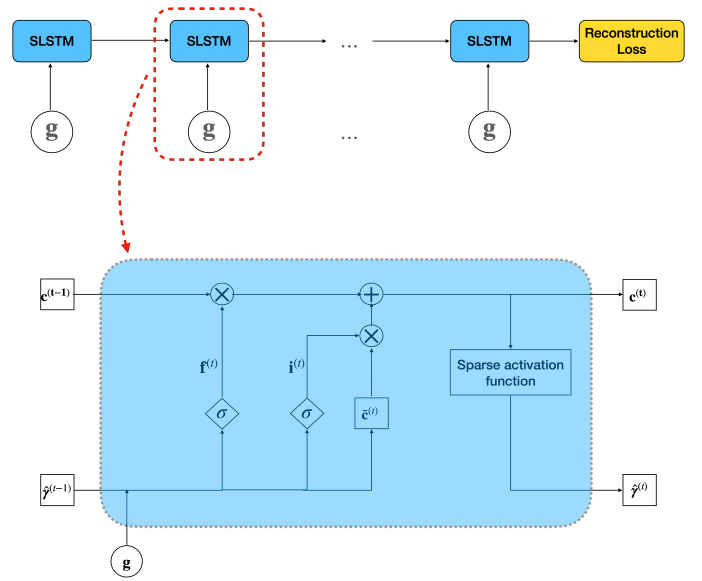 SLSTM
SLSTM
...
SLSTM
Reconstruction
Loss
g
g
...
g
c^(t−1)
×
+
c^(t)
×
f^(t)
i^(t)
Sparse activation
function
σ
σ
c̄^(t)
γ̂^(t−1)
γ̂^(t)
g